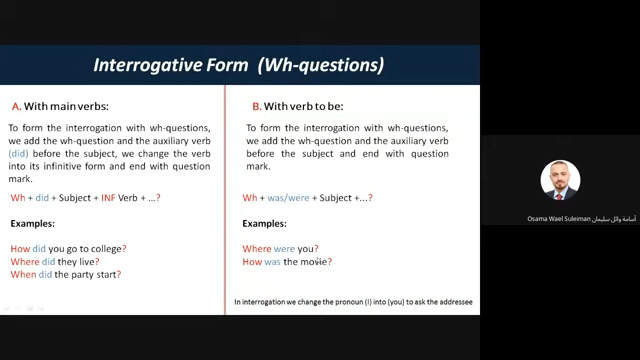 Interrogative Form (Wh-questions)
A. With main verbs:
To form the interrogation with wh-questions,
we add the wh-question and the auxiliary verb
(did) before the subject, we change the verb
into its infinitive form and end with question
mark.
Wh + did + Subject + INF Verb + ...?
Examples:
How did you go to college?
Where did they live?
When did the party start?
B. With verb to be:
To form the interrogation with wh-questions,
we add the wh-question and the auxiliary verb
before the subject and end with question
mark.
Wh + was/were + Subject +...?
Examples:
Where were you?
How was the movie?
In interrogation we change the pronoun (I) into (you) to ask the addressee
Osama Wael Suleiman أسامة وائل سليمان